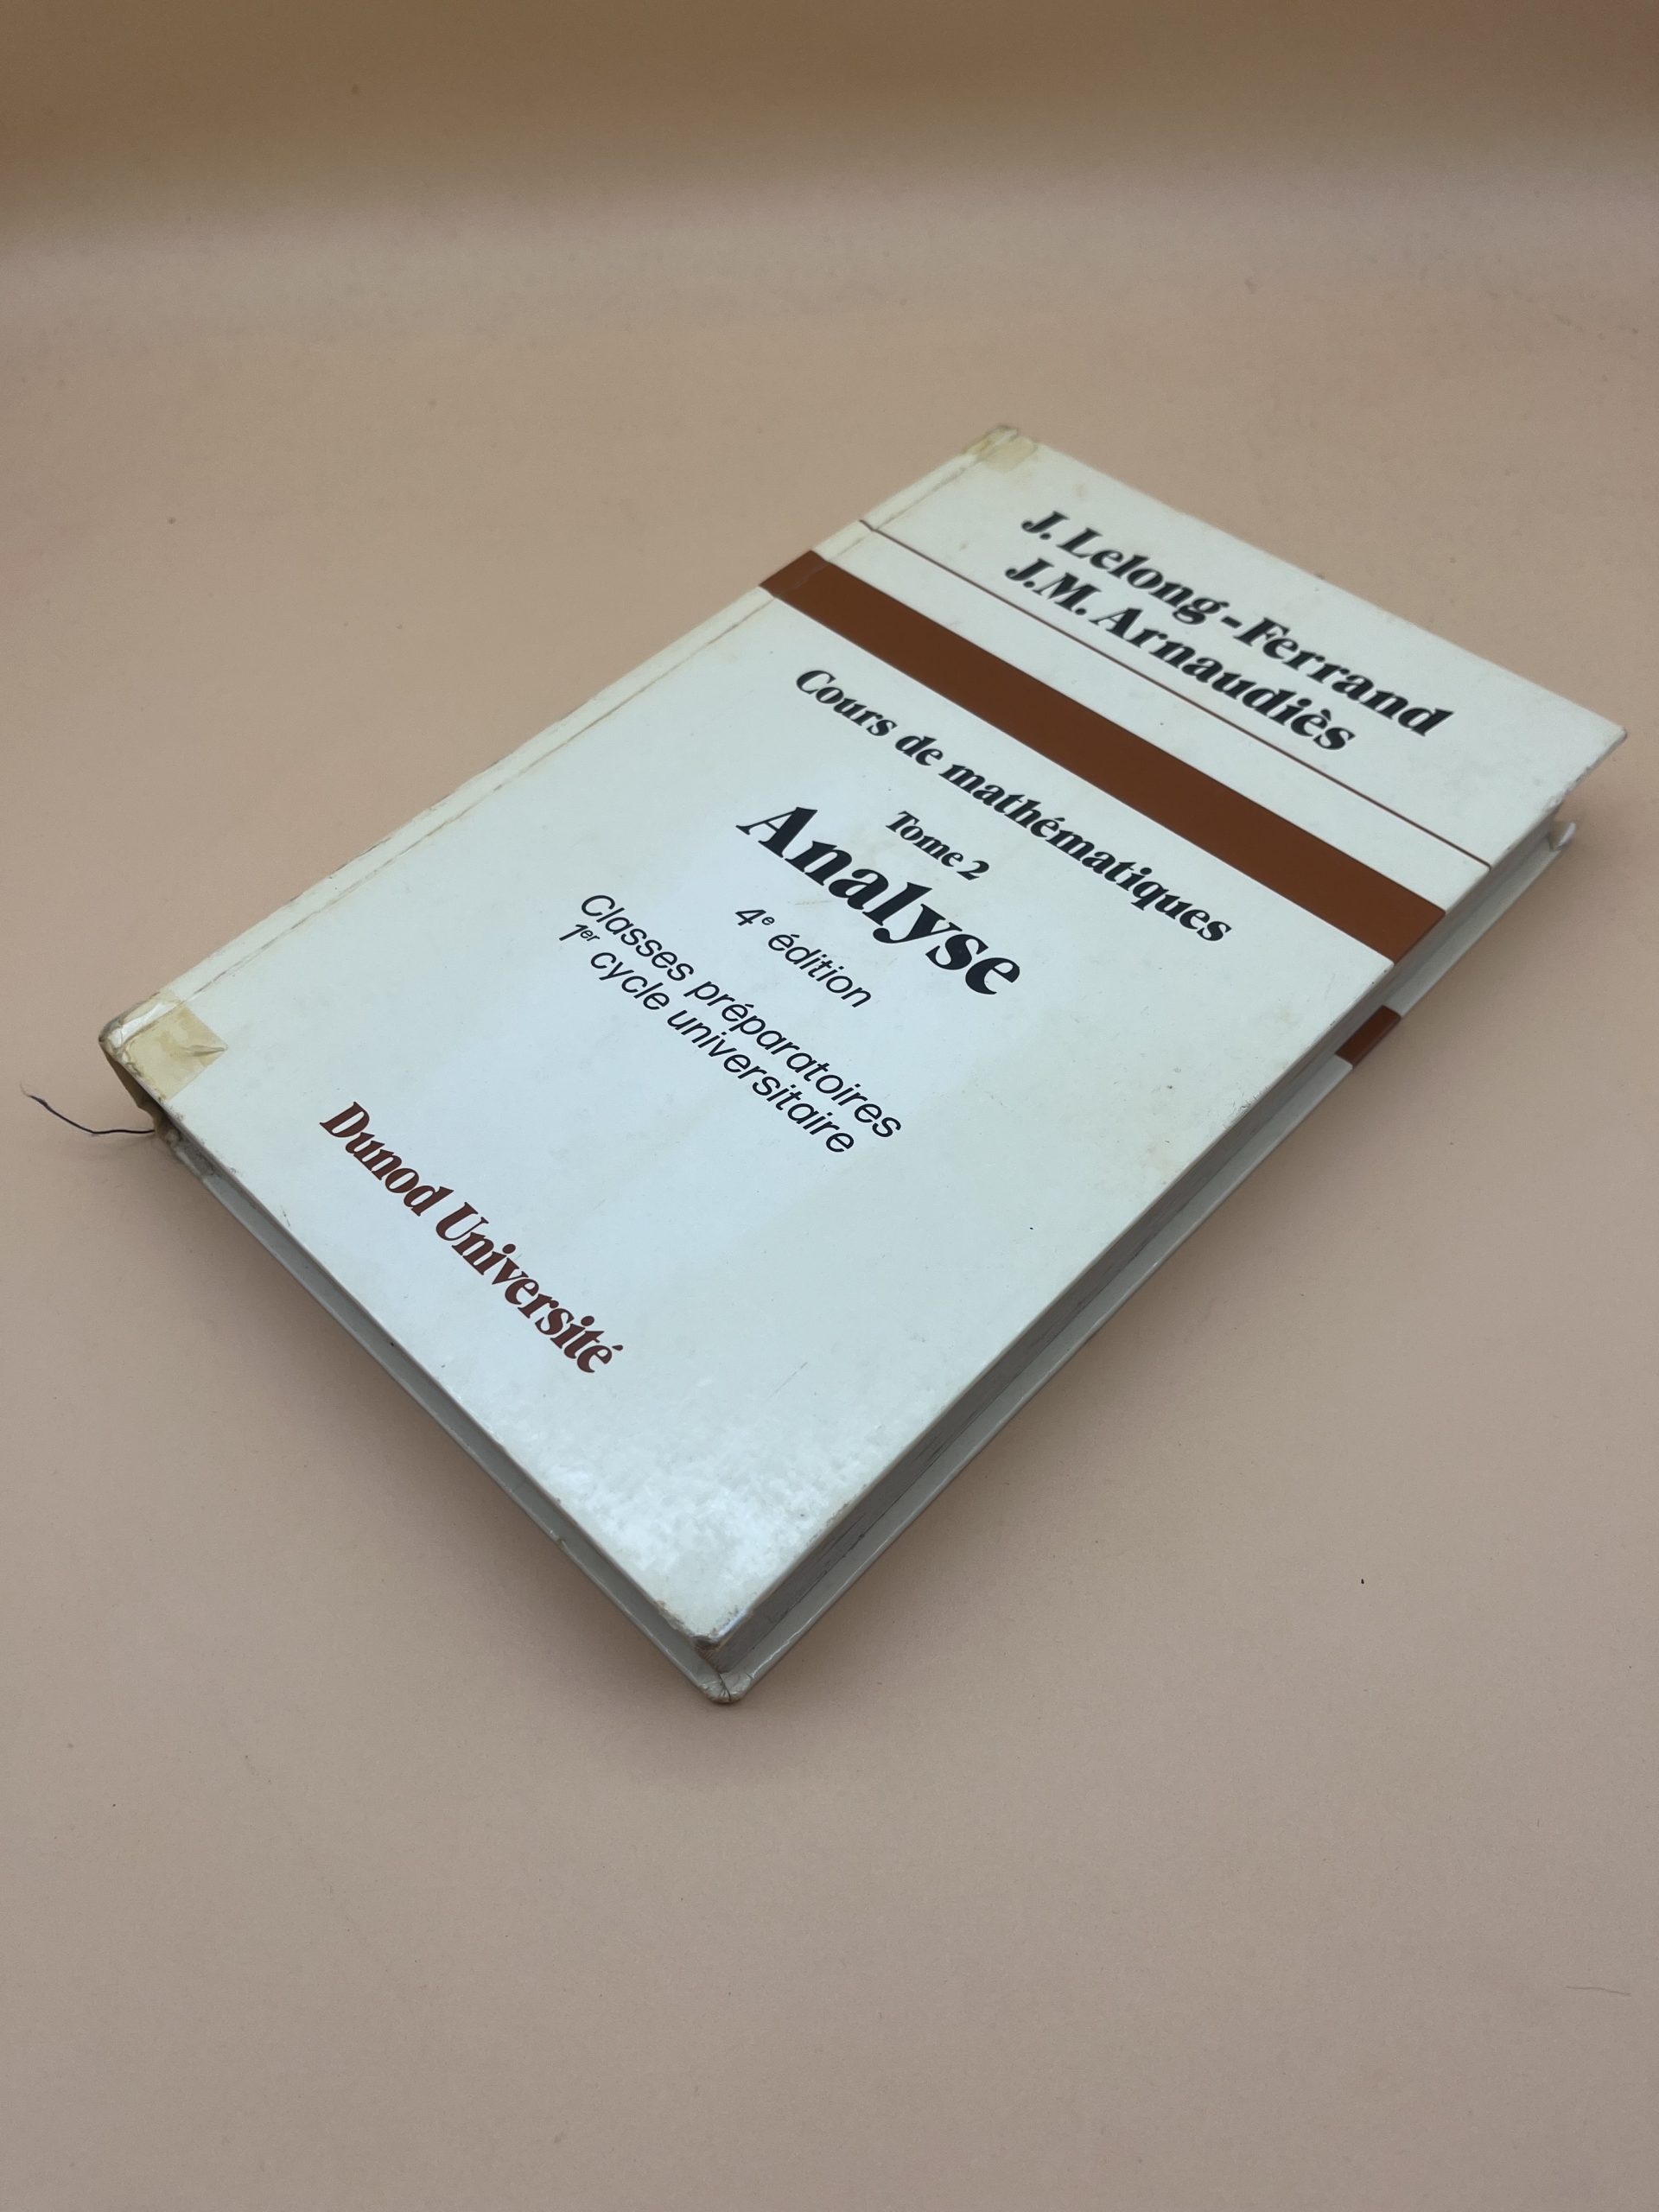 J. Lelong-Ferrand
J.M. Arnaudiès
Cours de mathématiques
Tome 2
Analyse
4e édition
Classes préparatoires
1er cycle universitaire
Dunod Université